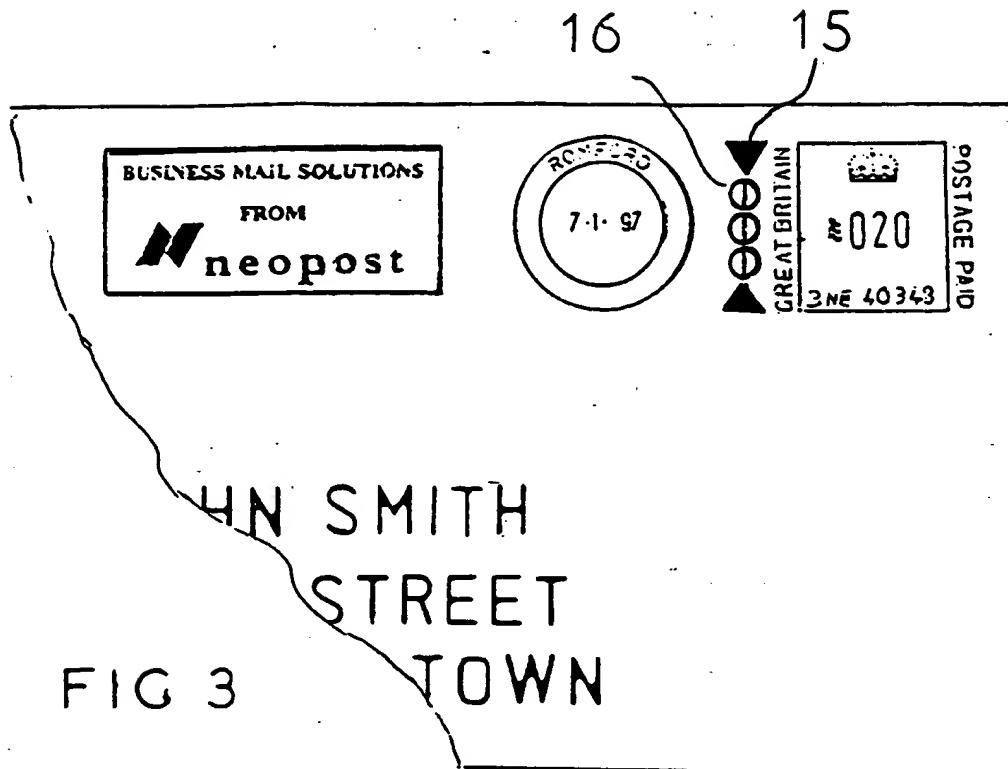 16 15
BUSINESS MAIL SOLUTIONS
FROM
neopost
ROMFORD
7·1· 97
GREAT BRITAIN
020
3NE 40343
POSTAGE PAID
HN SMITH
STREET
TOWN
FIG 3